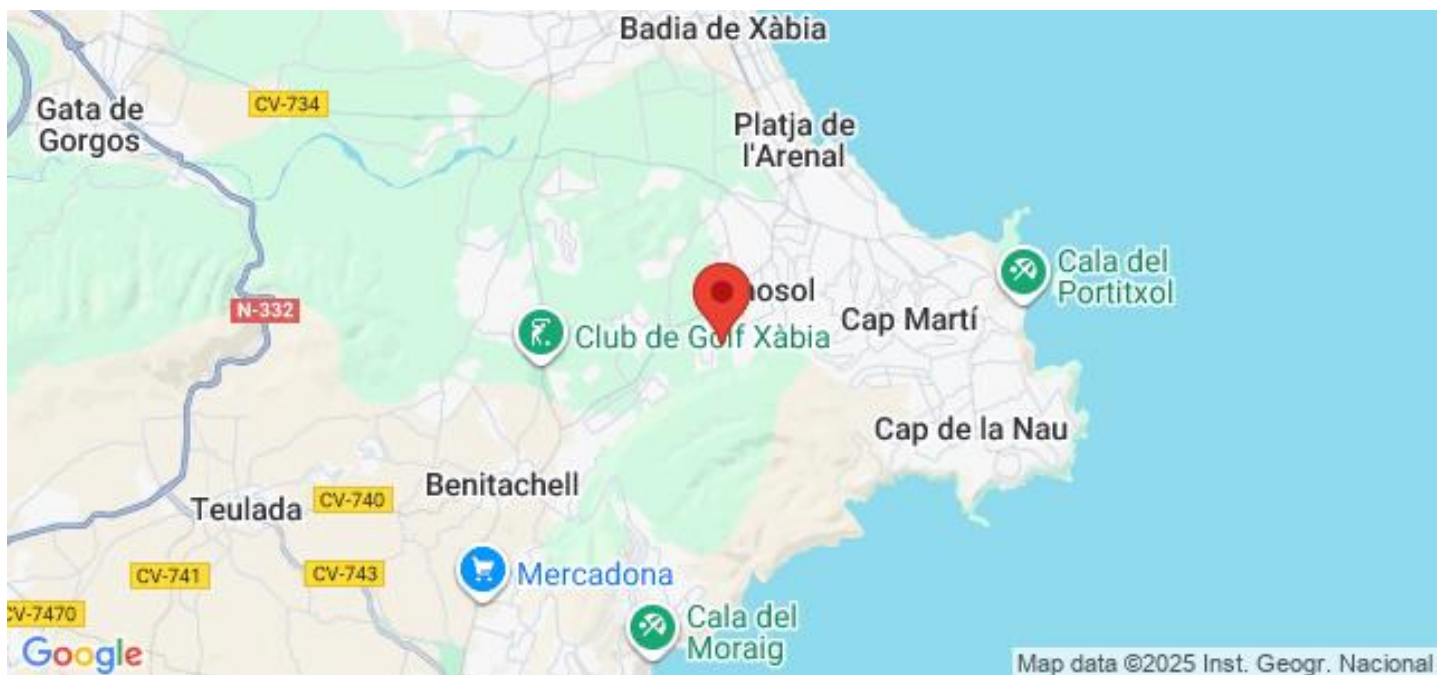 Badia de Xàbia
CV-734
Gata de
Gorgos
Platja de
l'Arenal
Cala del
Portitxol
N-332
Cap Martí
Club de Golf Xàbia
Cap de la Nau
Benitachell
CV-740
Teulada
CV-741
CV-743
Mercadona
Cala del
Moraig
Google
Map data ©2025 Inst. Geogr. Nacional